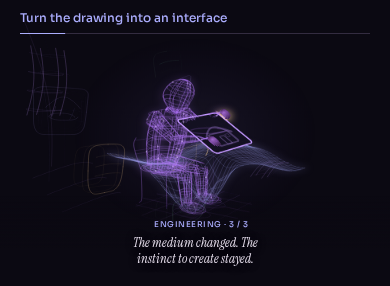 Turn the drawing into an interface
ENGINEERING · 3 / 3
The medium changed. The
instinct to create stayed.